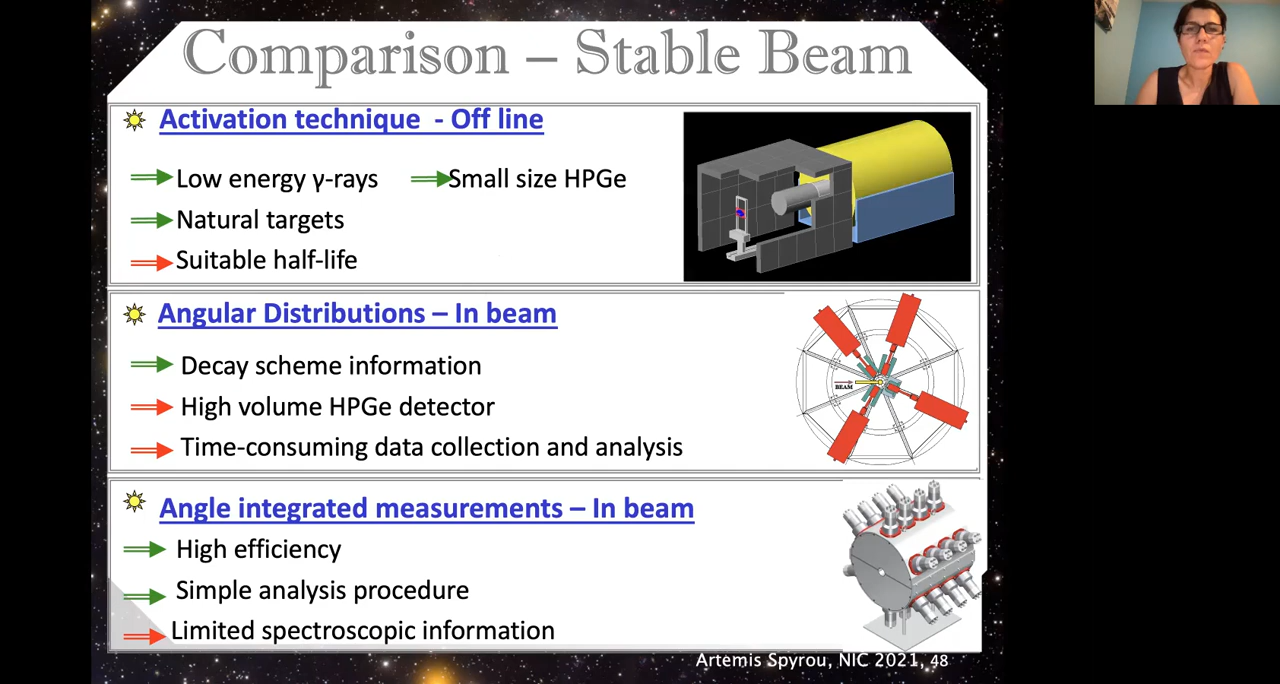 Comparison – Stable Beam
Activation technique - Off line
Low energy γ-rays Small size HPGe
Natural targets
Suitable half-life
Angular Distributions – In beam
Decay scheme information
High volume HPGe detector
Time-consuming data collection and analysis
BEAM
Angle integrated measurements – In beam
High efficiency
Simple analysis procedure
Limited spectroscopic information
Artemis Spyrou, NIC 2021, 48